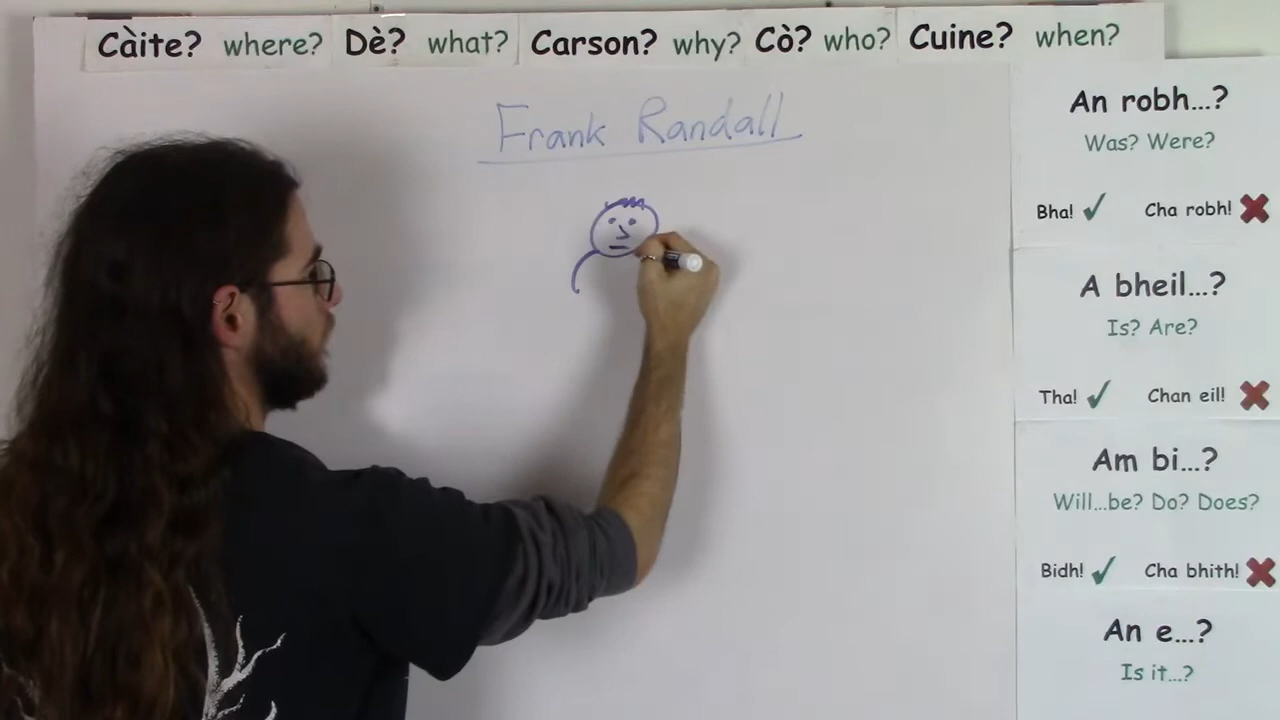 Càite? where? Dè? what? Carson? why? Cò? who? Cuine? when?
Frank Randall
An robh...?
Was? Were?
Bha! Cha robh!
A bheil...?
Is? Are?
Tha! Chan eil!
Am bi...?
Will...be? Do? Does?
Bidh! Cha bhith!
An e...?
Is it...?